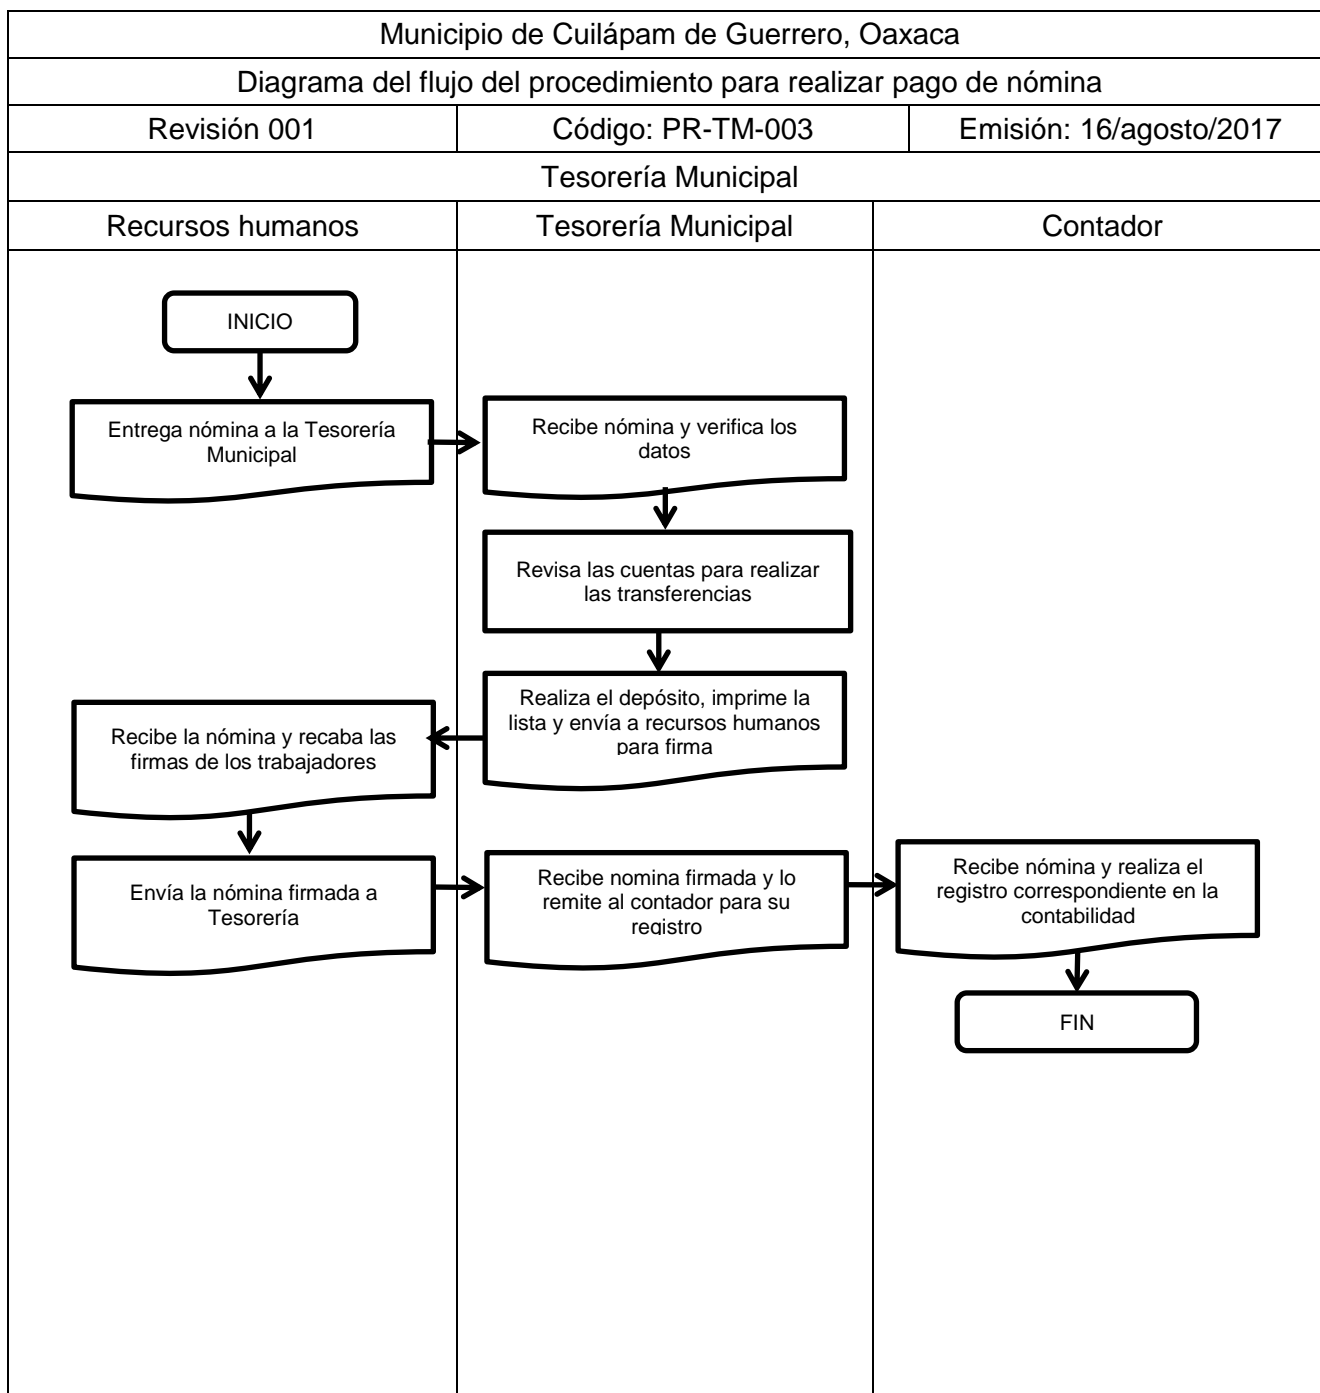 Municipio de Cuilápam de Guerrero, Oaxaca
Diagrama del flujo del procedimiento para realizar pago de nómina
Revisión 001
Código: PR-TM-003
Emisión: 16/agosto/2017
Tesorería Municipal
Recursos humanos
Tesorería Municipal
Contador
INICIO
Entrega nómina a la Tesorería
Municipal
Recibe nómina y verifica los
datos
Revisa las cuentas para realizar
las transferencias
Realiza el depósito, imprime la
lista y envía a recursos humanos
para firma
Recibe la nómina y recaba las
firmas de los trabajadores
Envía la nómina firmada a
Tesorería
Recibe nomina firmada y lo
remite al contador para su
registro
Recibe nómina y realiza el
registro correspondiente en la
contabilidad
FIN